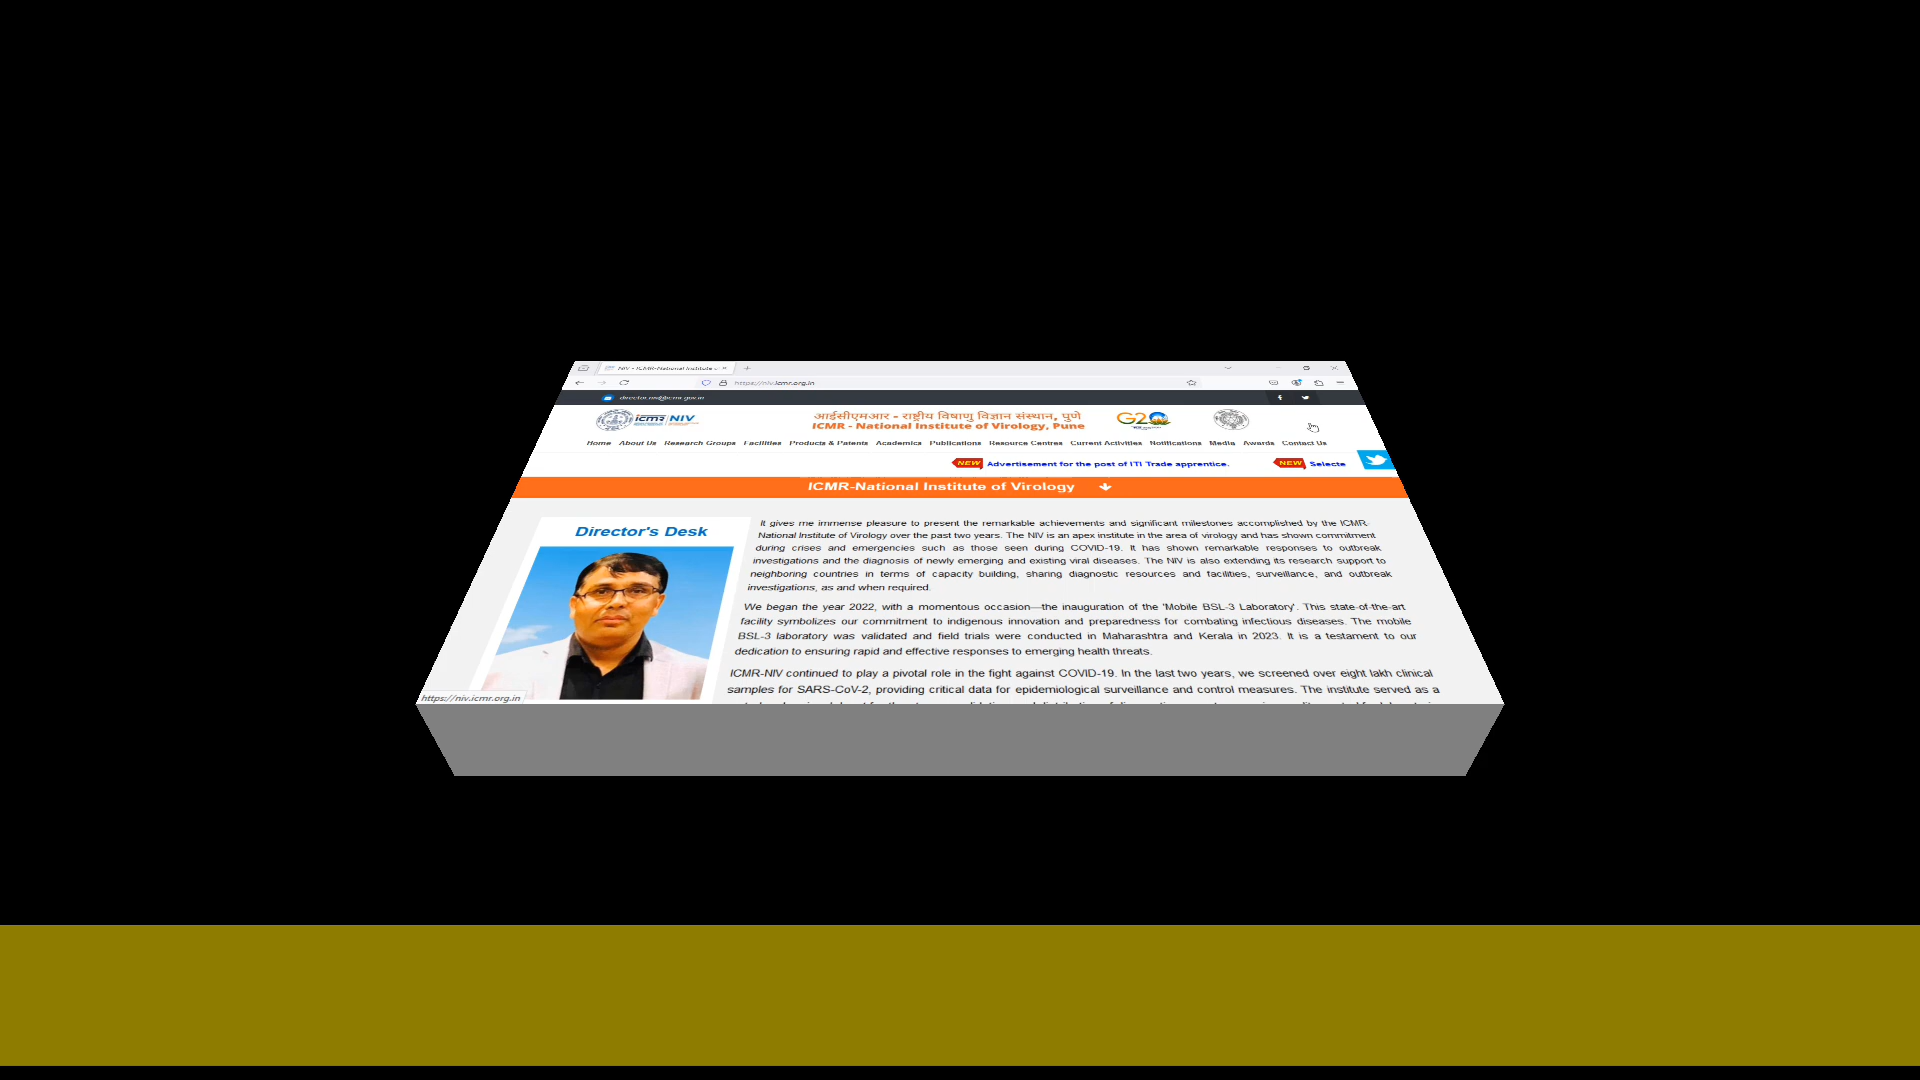 NIV - ICMR-National Institute
https://niv.icmr.org.in
icmr NIV
आईसीएमआर - राष्ट्रीय विषाणु विज्ञान संस्थान, पुणे
ICMR - National Institute of Virology, Pune
G20
Home About Us Research Groups Facilities Products & Patents Academics Publications Resource Centres Current Activities Notifications Media Awards Contact Us
NEW Advertisement for the post of ITI Trade apprentice. NEW Selecte
ICMR-National Institute of Virology
Director's Desk
It gives me immense pleasure to present the remarkable achievements and significant milestones accomplished by the ICMR-
National Institute of Virology over the past two years. The NIV is an apex institute in the area of virology and has shown commitment
during crises and emergencies such as those seen during COVID-19. It has shown remarkable responses to outbreak
investigations and the diagnosis of newly emerging and existing viral diseases. The NIV is also extending its research support to
neighboring countries in terms of capacity building, sharing diagnostic resources and facilities, surveillance, and outbreak
investigations, as and when required.
We began the year 2022, with a momentous occasion—the inauguration of the 'Mobile BSL-3 Laboratory'. This state-of-the-art
facility symbolizes our commitment to indigenous innovation and preparedness for combating infectious diseases. The mobile
BSL-3 laboratory was validated and field trials were conducted in Maharashtra and Kerala in 2023. It is a testament to our
dedication to ensuring rapid and effective responses to emerging health threats.
ICMR-NIV continued to play a pivotal role in the fight against COVID-19. In the last two years, we screened over eight lakh clinical
samples for SARS-CoV-2, providing critical data for epidemiological surveillance and control measures. The institute served as a
https://niv.icmr.org.in